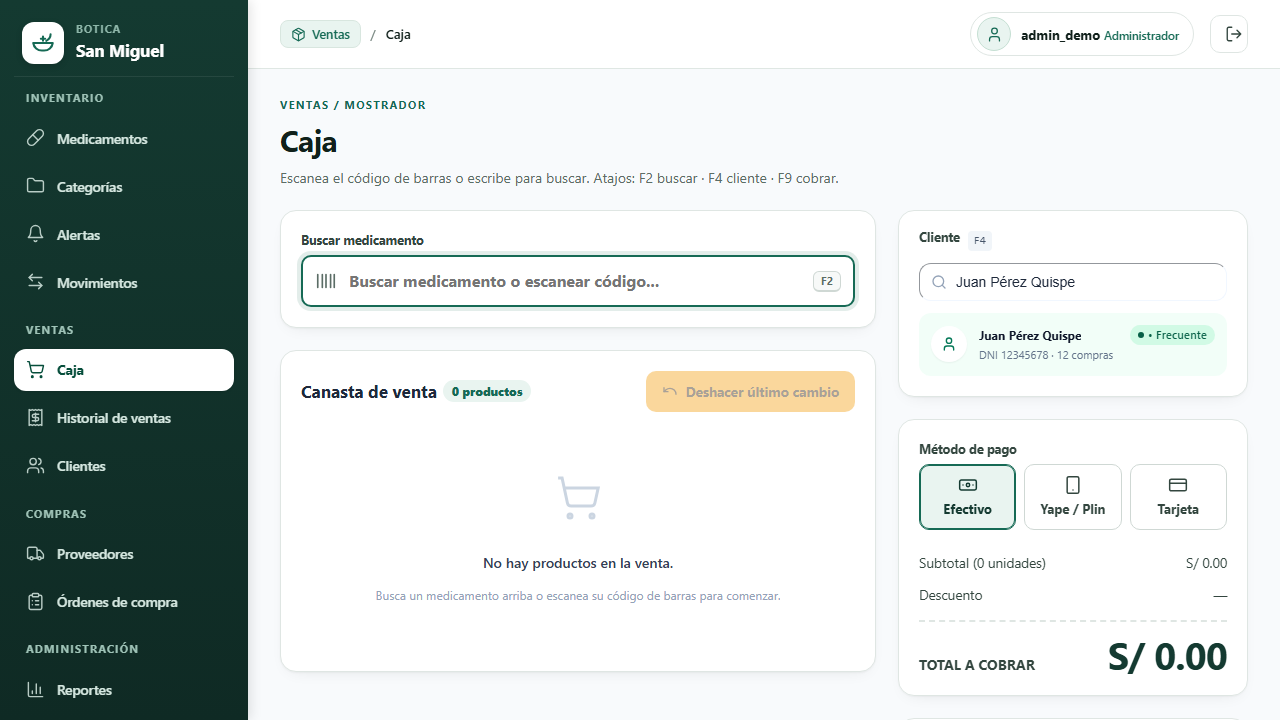 BOTICA
San Miguel
INVENTARIO
Medicamentos
Categorías
Alertas
Movimientos
VENTAS
Caja
Historial de ventas
Clientes
COMPRAS
Proveedores
Órdenes de compra
ADMINISTRACIÓN
Reportes
Ventas / Caja
admin_demo Administrador
VENTAS / MOSTRADOR
Caja
Escanea el código de barras o escribe para buscar. Atajos: F2 buscar · F4 cliente · F9 cobrar.
Buscar medicamento
Buscar medicamento o escanear código... F2
Canasta de venta 0 productos Deshacer último cambio
No hay productos en la venta.
Busca un medicamento arriba o escanea su código de barras para comenzar.
Cliente F4
Juan Pérez Quispe
Juan Pérez Quispe • Frecuente
DNI 12345678 · 12 compras
Método de pago
Efectivo Yape / Plin Tarjeta
Subtotal (0 unidades) S/ 0.00
Descuento —
TOTAL A COBRAR S/ 0.00